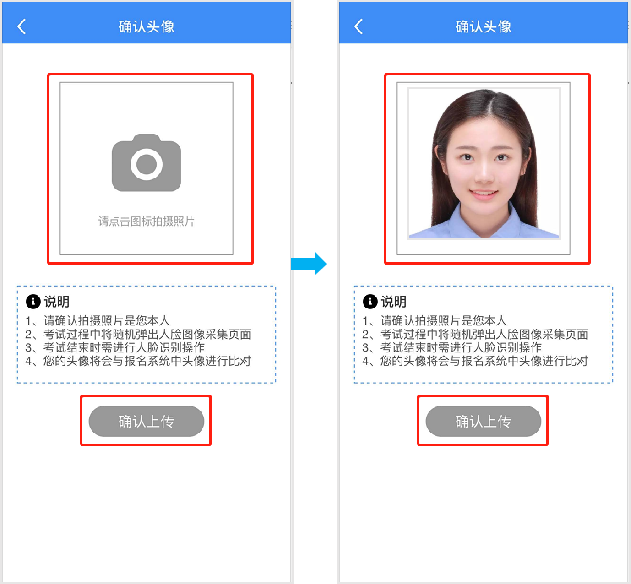 确认头像
请点击图标拍摄照片
说明
1、请确认拍摄照片是您本人
2、考试过程中将随机弹出人脸图像采集页面
3、考试结束时需进行人脸识别操作
4、您的头像将会与报名系统中头像进行比对
确认上传
确认头像
说明
1、请确认拍摄照片是您本人
2、考试过程中将随机弹出人脸图像采集页面
3、考试结束时需进行人脸识别操作
4、您的头像将会与报名系统中头像进行比对
确认上传